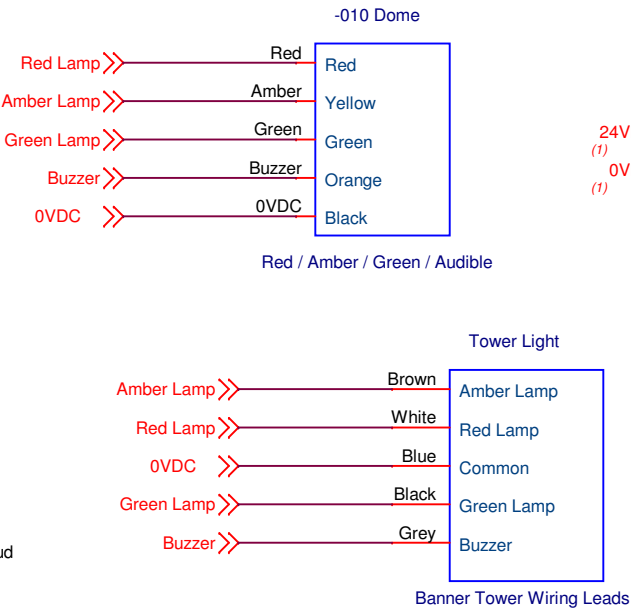 -010 Dome
Red Lamp Red Red
Amber Lamp Amber Yellow
Green Lamp Green Green
24V
(1)
Buzzer Buzzer Orange
0V
(1)
0VDC 0VDC Black
Red / Amber / Green / Audible
Tower Light
Amber Lamp Brown Amber Lamp
Red Lamp White Red Lamp
0VDC Blue Common
Green Lamp Black Green Lamp
Buzzer Grey Buzzer
ud
Banner Tower Wiring Leads